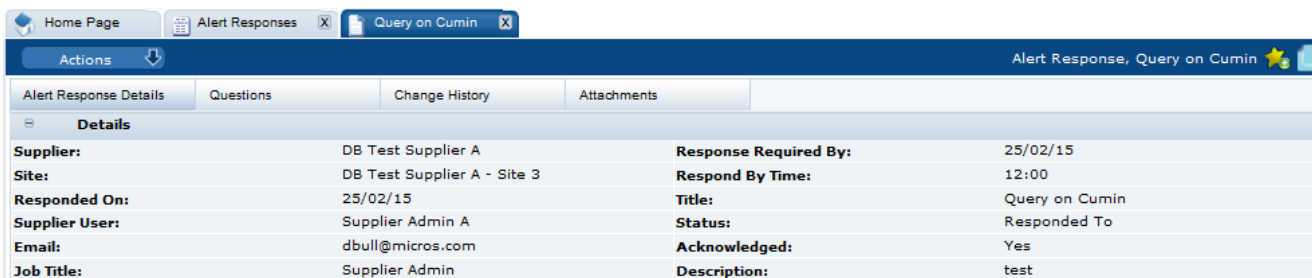 Home Page Alert Responses X Query on Cumin X
Actions Alert Response, Query on Cumin
Alert Response Details Questions Change History Attachments
Details
Supplier: DB Test Supplier A Response Required By: 25/02/15
Site: DB Test Supplier A - Site 3 Respond By Time: 12:00
Responded On: 25/02/15 Title: Query on Cumin
Supplier User: Supplier Admin A Status: Responded To
Email: dbull@micros.com Acknowledged: Yes
Job Title: Supplier Admin Description: test